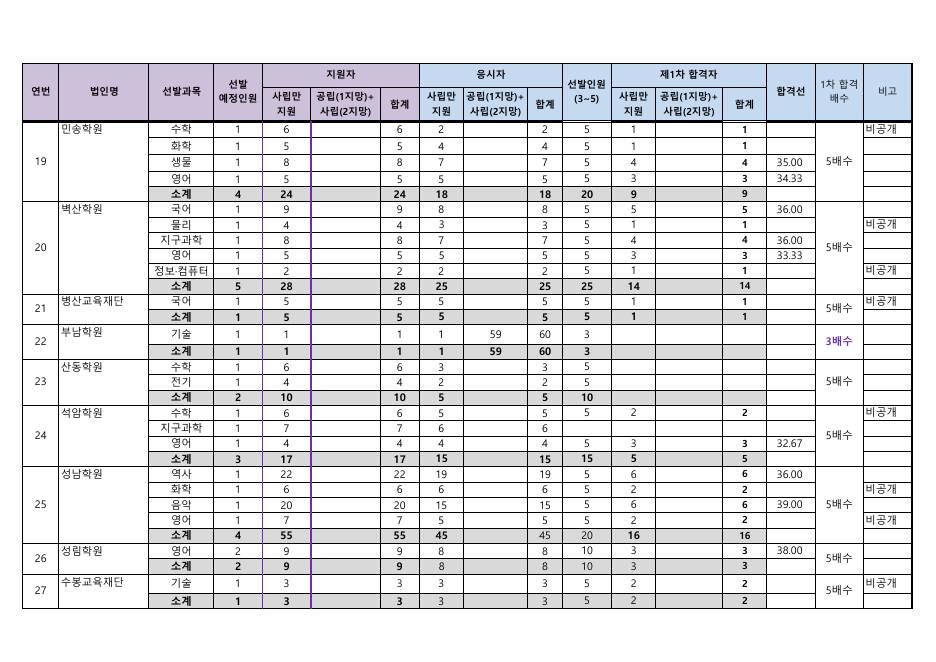 연번 법인명 선발과목 선발 예정인원 지원자 응시자 선발인원 (3~5) 제1차 합격자 합격선 1차 합격 배수 비고
사립만 지원 공립(1지망)+ 사립(2지망) 합계 사립만 지원 공립(1지망)+ 사립(2지망) 합계 사립만 지원 공립(1지망)+ 사립(2지망) 합계
19 민송학원 수학 1 6 6 2 2 5 1 1 5배수 비공개
화학 1 5 5 4 4 5 1 1
생물 1 8 8 7 7 5 4 4 35.00
영어 1 5 5 5 5 5 3 3 34.33
소계 4 24 24 18 18 20 9 9
20 벽산학원 국어 1 9 9 8 8 5 5 5 36.00 5배수
물리 1 4 4 3 3 5 1 1 비공개
지구과학 1 8 8 7 7 5 4 4 36.00
영어 1 5 5 5 5 5 3 3 33.33
정보·컴퓨터 1 2 2 2 2 5 1 1 비공개
소계 5 28 28 25 25 25 14 14
21 병산교육재단 국어 1 5 5 5 5 5 1 1 5배수 비공개
소계 1 5 5 5 5 5 1 1
22 부남학원 기술 1 1 1 1 59 60 3 3배수
소계 1 1 1 1 59 60 3
23 산동학원 수학 1 6 6 3 3 5 5배수
전기 1 4 4 2 2 5
소계 2 10 10 5 5 10
24 석암학원 수학 1 6 6 5 5 5 2 2 5배수 비공개
지구과학 1 7 7 6 6
영어 1 4 4 4 4 5 3 3 32.67
소계 3 17 17 15 15 15 5 5
25 성남학원 역사 1 22 22 19 19 5 6 6 36.00 5배수
화학 1 6 6 6 6 5 2 2 비공개
음악 1 20 20 15 15 5 6 6 39.00
영어 1 7 7 5 5 5 2 2 비공개
소계 4 55 55 45 45 20 16 16
26 성림학원 영어 2 9 9 8 8 10 3 3 38.00 5배수
소계 2 9 9 8 8 10 3 3
27 수봉교육재단 기술 1 3 3 3 3 5 2 2 5배수 비공개
소계 1 3 3 3 3 5 2 2